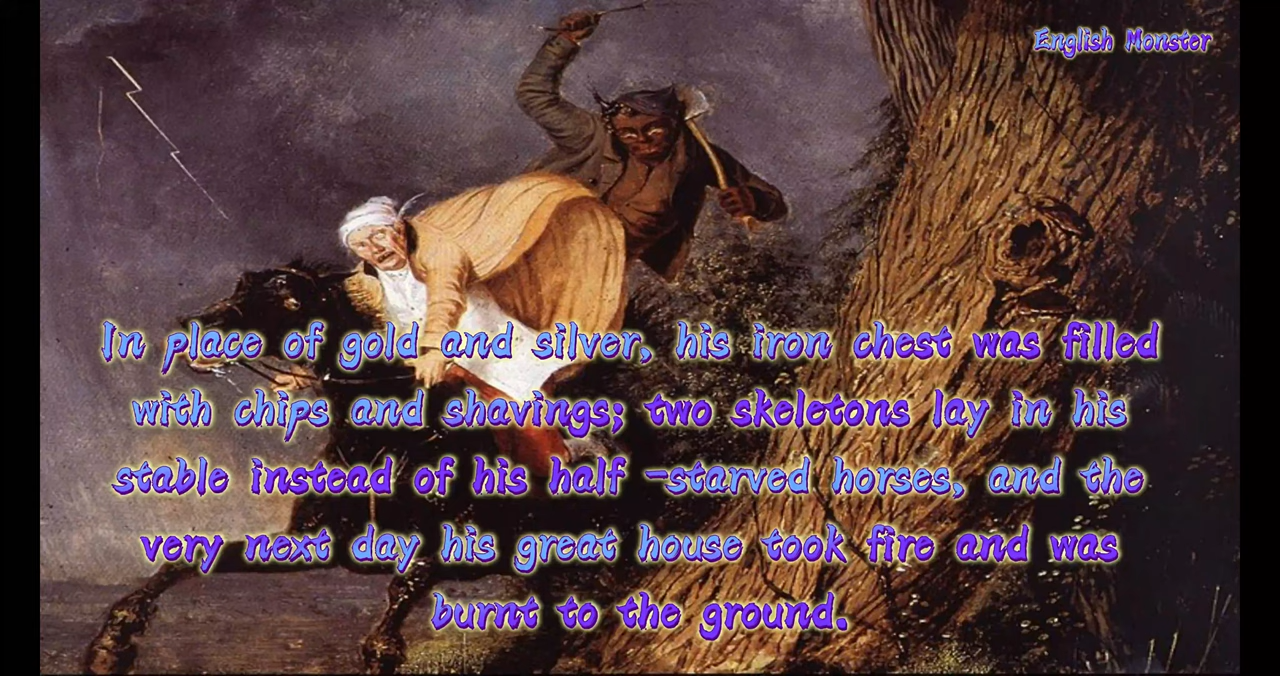 English Monster
In place of gold and silver, his iron chest was filled
with chips and shavings; two skeletons lay in his
stable instead of his half -starved horses, and the
very next day his great house took fire and was
burnt to the ground.